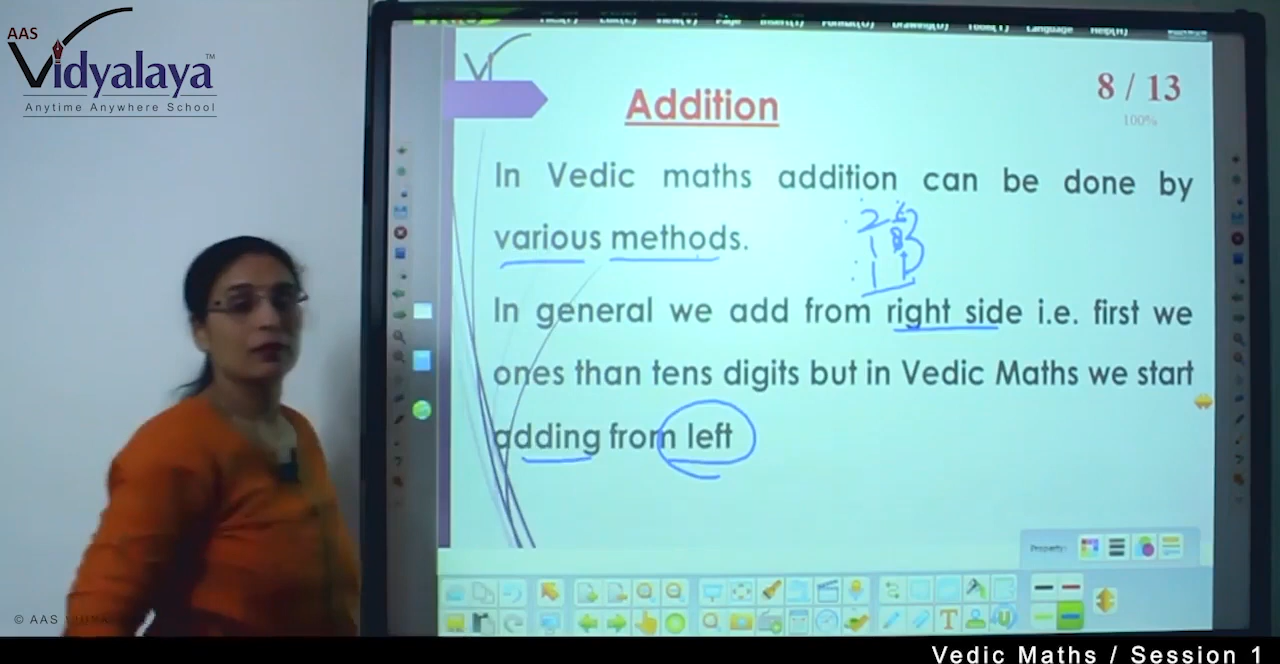 AAS
Vidyalaya™
Anytime Anywhere School
8 / 13
100%
Addition
In Vedic maths addition can be done by
various methods.
In general we add from right side i.e. first we
ones than tens digits but in Vedic Maths we start
adding from left
Property:
Vedic Maths / Session 1